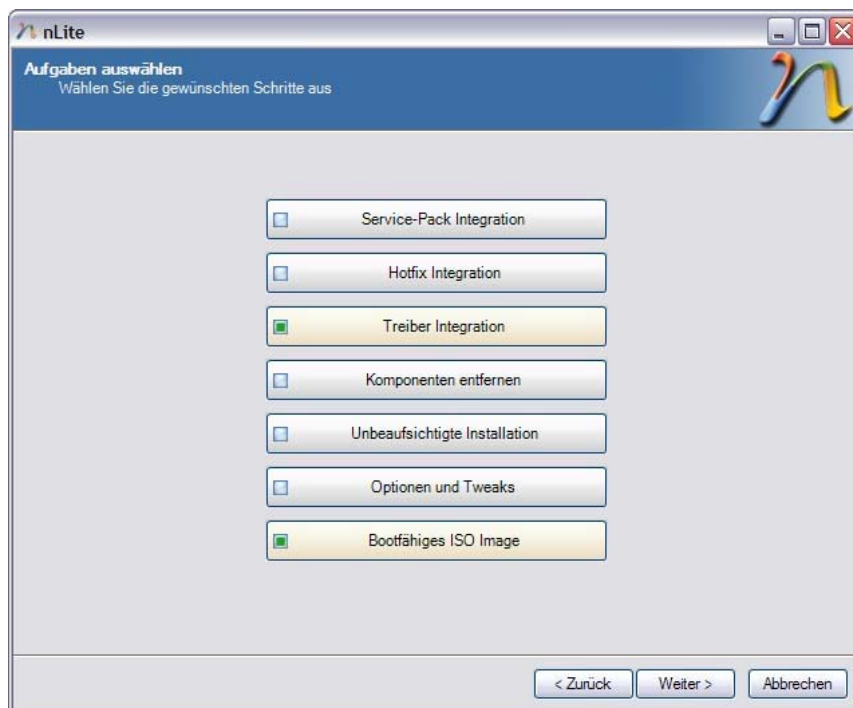 nLite
Aufgaben auswählen
Wählen Sie die gewünschten Schritte aus
Service-Pack Integration
Hotfix Integration
Treiber Integration
Komponenten entfernen
Unbeaufsichtigte Installation
Optionen und Tweaks
Bootfähiges ISO Image
< Zurück
Weiter >
Abbrechen